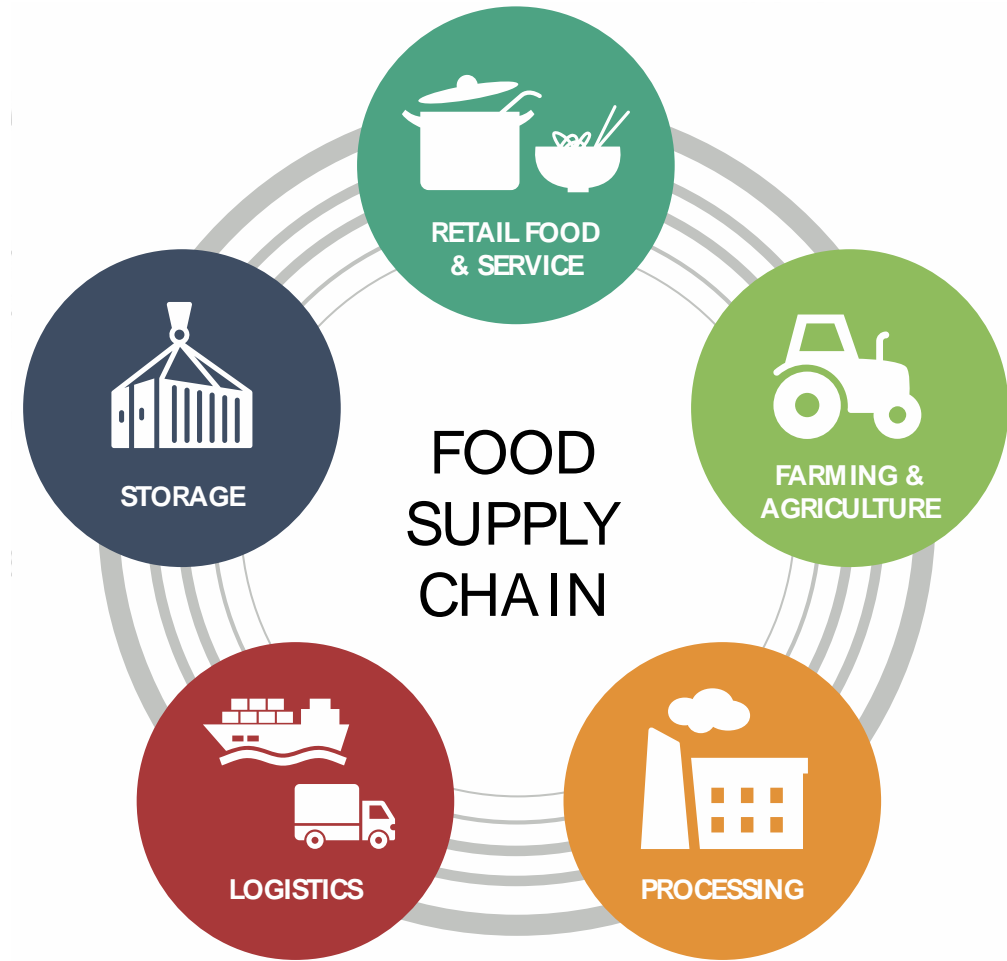 RETAIL FOOD
& SERVICE
FARMING &
AGRICULTURE
STORAGE
FOOD
SUPPLY
CHAIN
LOGISTICS
PROCESSING